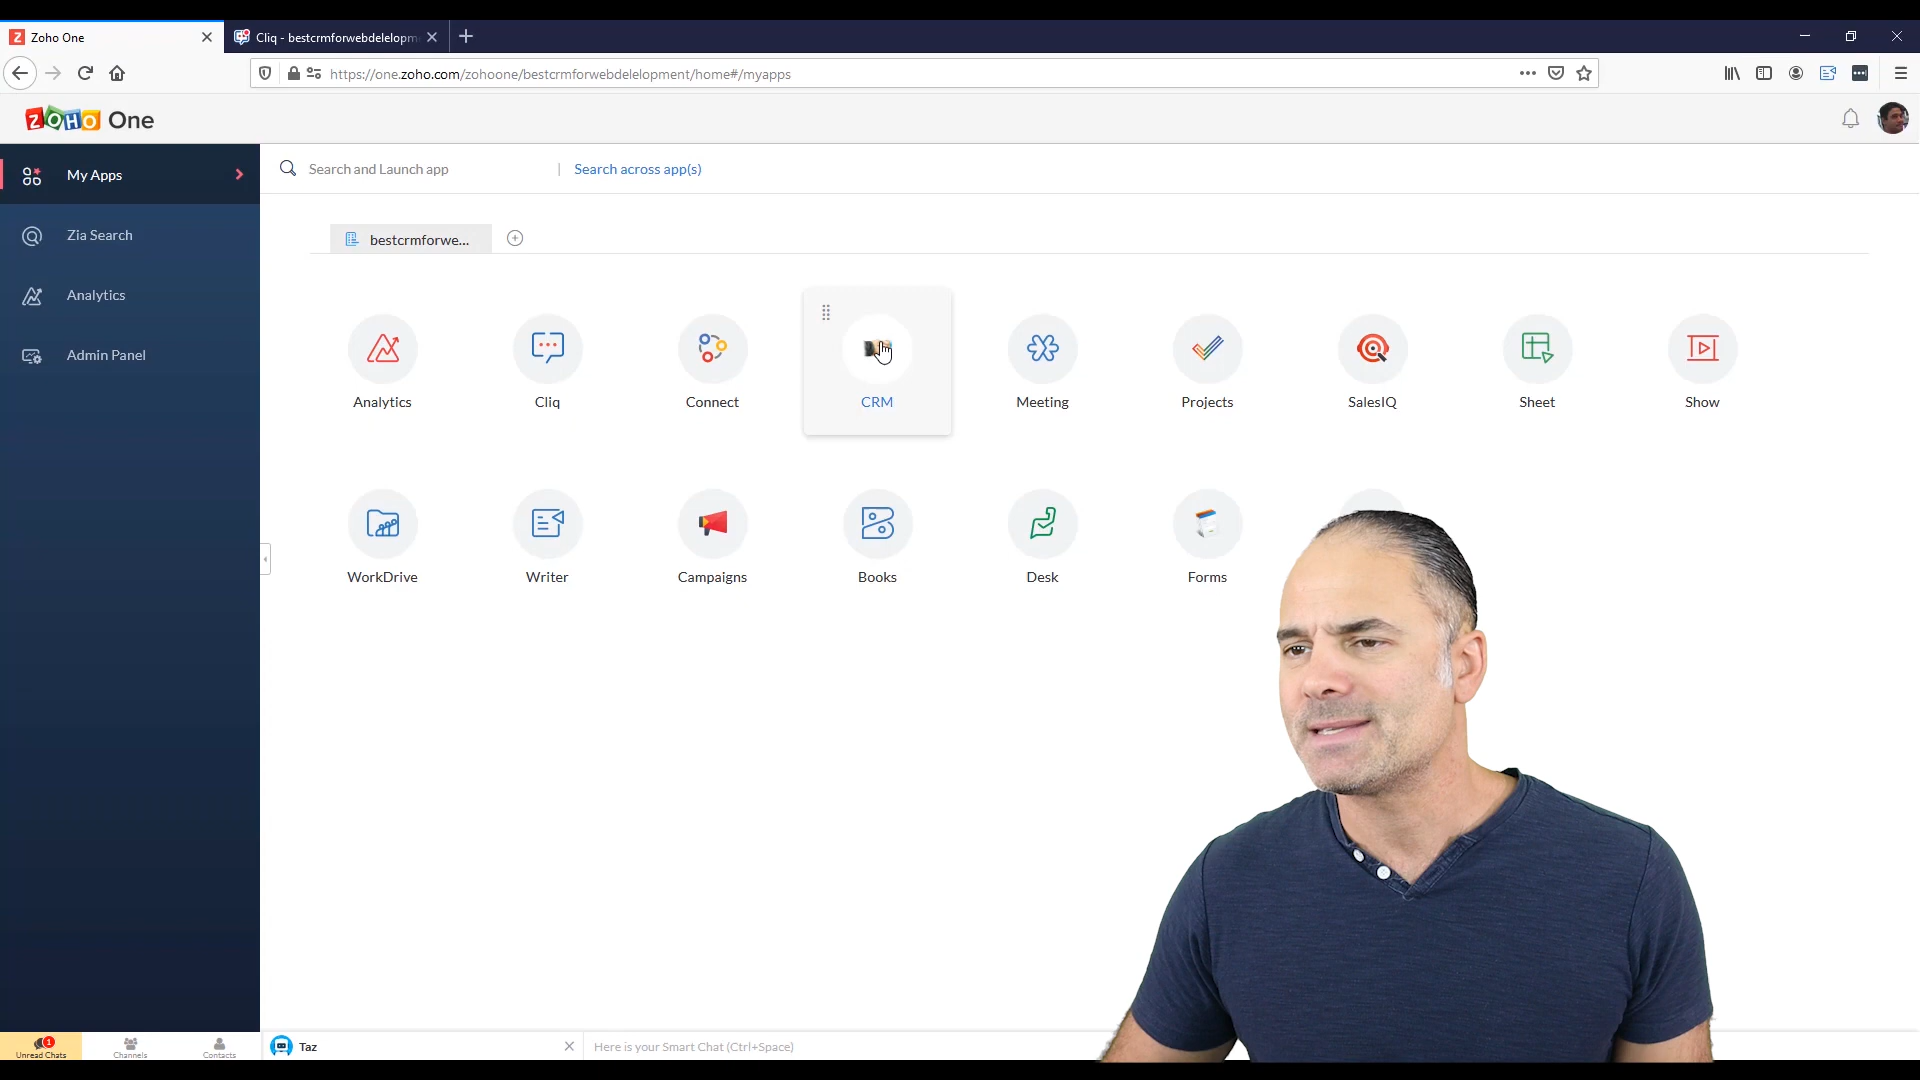 Zoho One
Cliq - bestcrmforwebdelelopm
https://one.zoho.com/zohoone/bestcrmforwebdelelopment/home#/myapps
ZOHO One
My Apps
Zia Search
Analytics
Admin Panel
Search and Launch app | Search across app(s)
bestcrmforwe...
Analytics
Cliq
Connect
CRM
Meeting
Projects
SalesIQ
Sheet
Show
WorkDrive
Writer
Campaigns
Books
Desk
Forms
1
Unread Chats
Channels
Contacts
Taz
Here is your Smart Chat (Ctrl+Space)